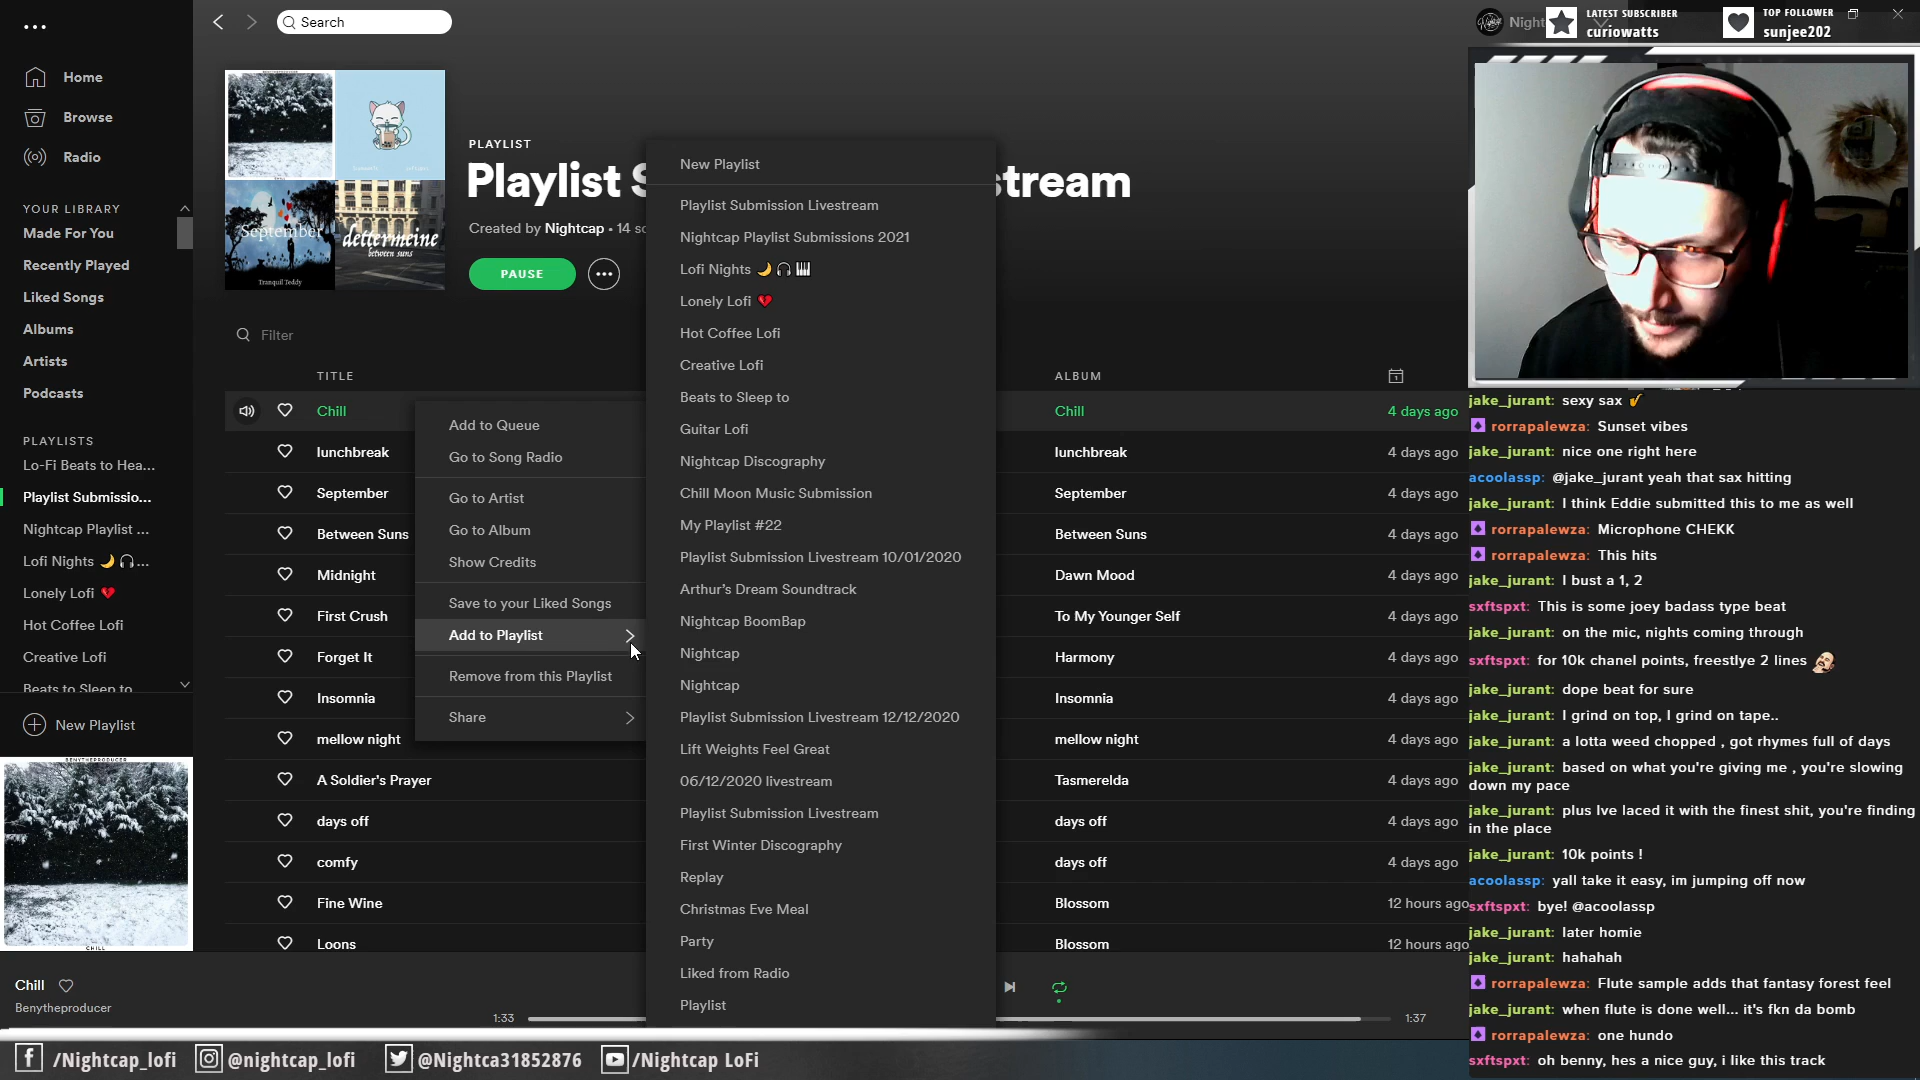 Search
Night
LATEST SUBSCRIBER
curiowatts
TOP FOLLOWER
sunjee202
Home
Browse
Radio
YOUR LIBRARY
Made For You
Recently Played
Liked Songs
Albums
Artists
Podcasts
PLAYLISTS
Lo-Fi Beats to Hea...
Playlist Submissio...
Nightcap Playlist ...
Lofi Nights 🌙🎧...
Lonely Lofi 💔
Hot Coffee Lofi
Creative Lofi
Beats to Sleep to
New Playlist
BENYTHEPRODUCER
CHILL
Chill
Benytheproducer
September
Tranquil Teddy
dettermeine
between suns
PLAYLIST
Playlist S
stream
Created by Nightcap • 14 so
PAUSE
Filter
TITLE
ALBUM
Chill
Chill
4 days ago
lunchbreak
lunchbreak
4 days ago
September
September
4 days ago
Between Suns
Between Suns
4 days ago
Midnight
Dawn Mood
4 days ago
First Crush
To My Younger Self
4 days ago
Forget It
Harmony
4 days ago
Insomnia
Insomnia
4 days ago
mellow night
mellow night
4 days ago
A Soldier's Prayer
Tasmerelda
4 days ago
days off
days off
4 days ago
comfy
days off
4 days ago
Fine Wine
Blossom
12 hours ago
Loons
Blossom
12 hours ago
Add to Queue
Go to Song Radio
Go to Artist
Go to Album
Show Credits
Save to your Liked Songs
Add to Playlist
Remove from this Playlist
Share
New Playlist
Playlist Submission Livestream
Nightcap Playlist Submissions 2021
Lofi Nights 🌙🎧🎹
Lonely Lofi 💔
Hot Coffee Lofi
Creative Lofi
Beats to Sleep to
Guitar Lofi
Nightcap Discography
Chill Moon Music Submission
My Playlist #22
Playlist Submission Livestream 10/01/2020
Arthur's Dream Soundtrack
Nightcap BoomBap
Nightcap
Nightcap
Playlist Submission Livestream 12/12/2020
Lift Weights Feel Great
06/12/2020 livestream
Playlist Submission Livestream
First Winter Discography
Replay
Christmas Eve Meal
Party
Liked from Radio
Playlist
1:33
1:37
jake_jurant: sexy sax
rorrapalewza: Sunset vibes
jake_jurant: nice one right here
acoolassp: @jake_jurant yeah that sax hitting
jake_jurant: I think Eddie submitted this to me as well
rorrapalewza: Microphone CHEKK
rorrapalewza: This hits
jake_jurant: I bust a 1, 2
sxftspxt: This is some joey badass type beat
jake_jurant: on the mic, nights coming through
sxftspxt: for 10k chanel points, freestlye 2 lines
jake_jurant: dope beat for sure
jake_jurant: I grind on top, I grind on tape..
jake_jurant: a lotta weed chopped , got rhymes full of days
jake_jurant: based on what you're giving me , you're slowing
down my pace
jake_jurant: plus Ive laced it with the finest shit, you're finding
in the place
jake_jurant: 10k points !
acoolassp: yall take it easy, im jumping off now
sxftspxt: bye! @acoolassp
jake_jurant: later homie
jake_jurant: hahahah
rorrapalewza: Flute sample adds that fantasy forest feel
jake_jurant: when flute is done well... it's fkn da bomb
rorrapalewza: one hundo
sxftspxt: oh benny, hes a nice guy, i like this track
/Nightcap_lofi
@nightcap_lofi
@Nightca31852876
/Nightcap LoFi